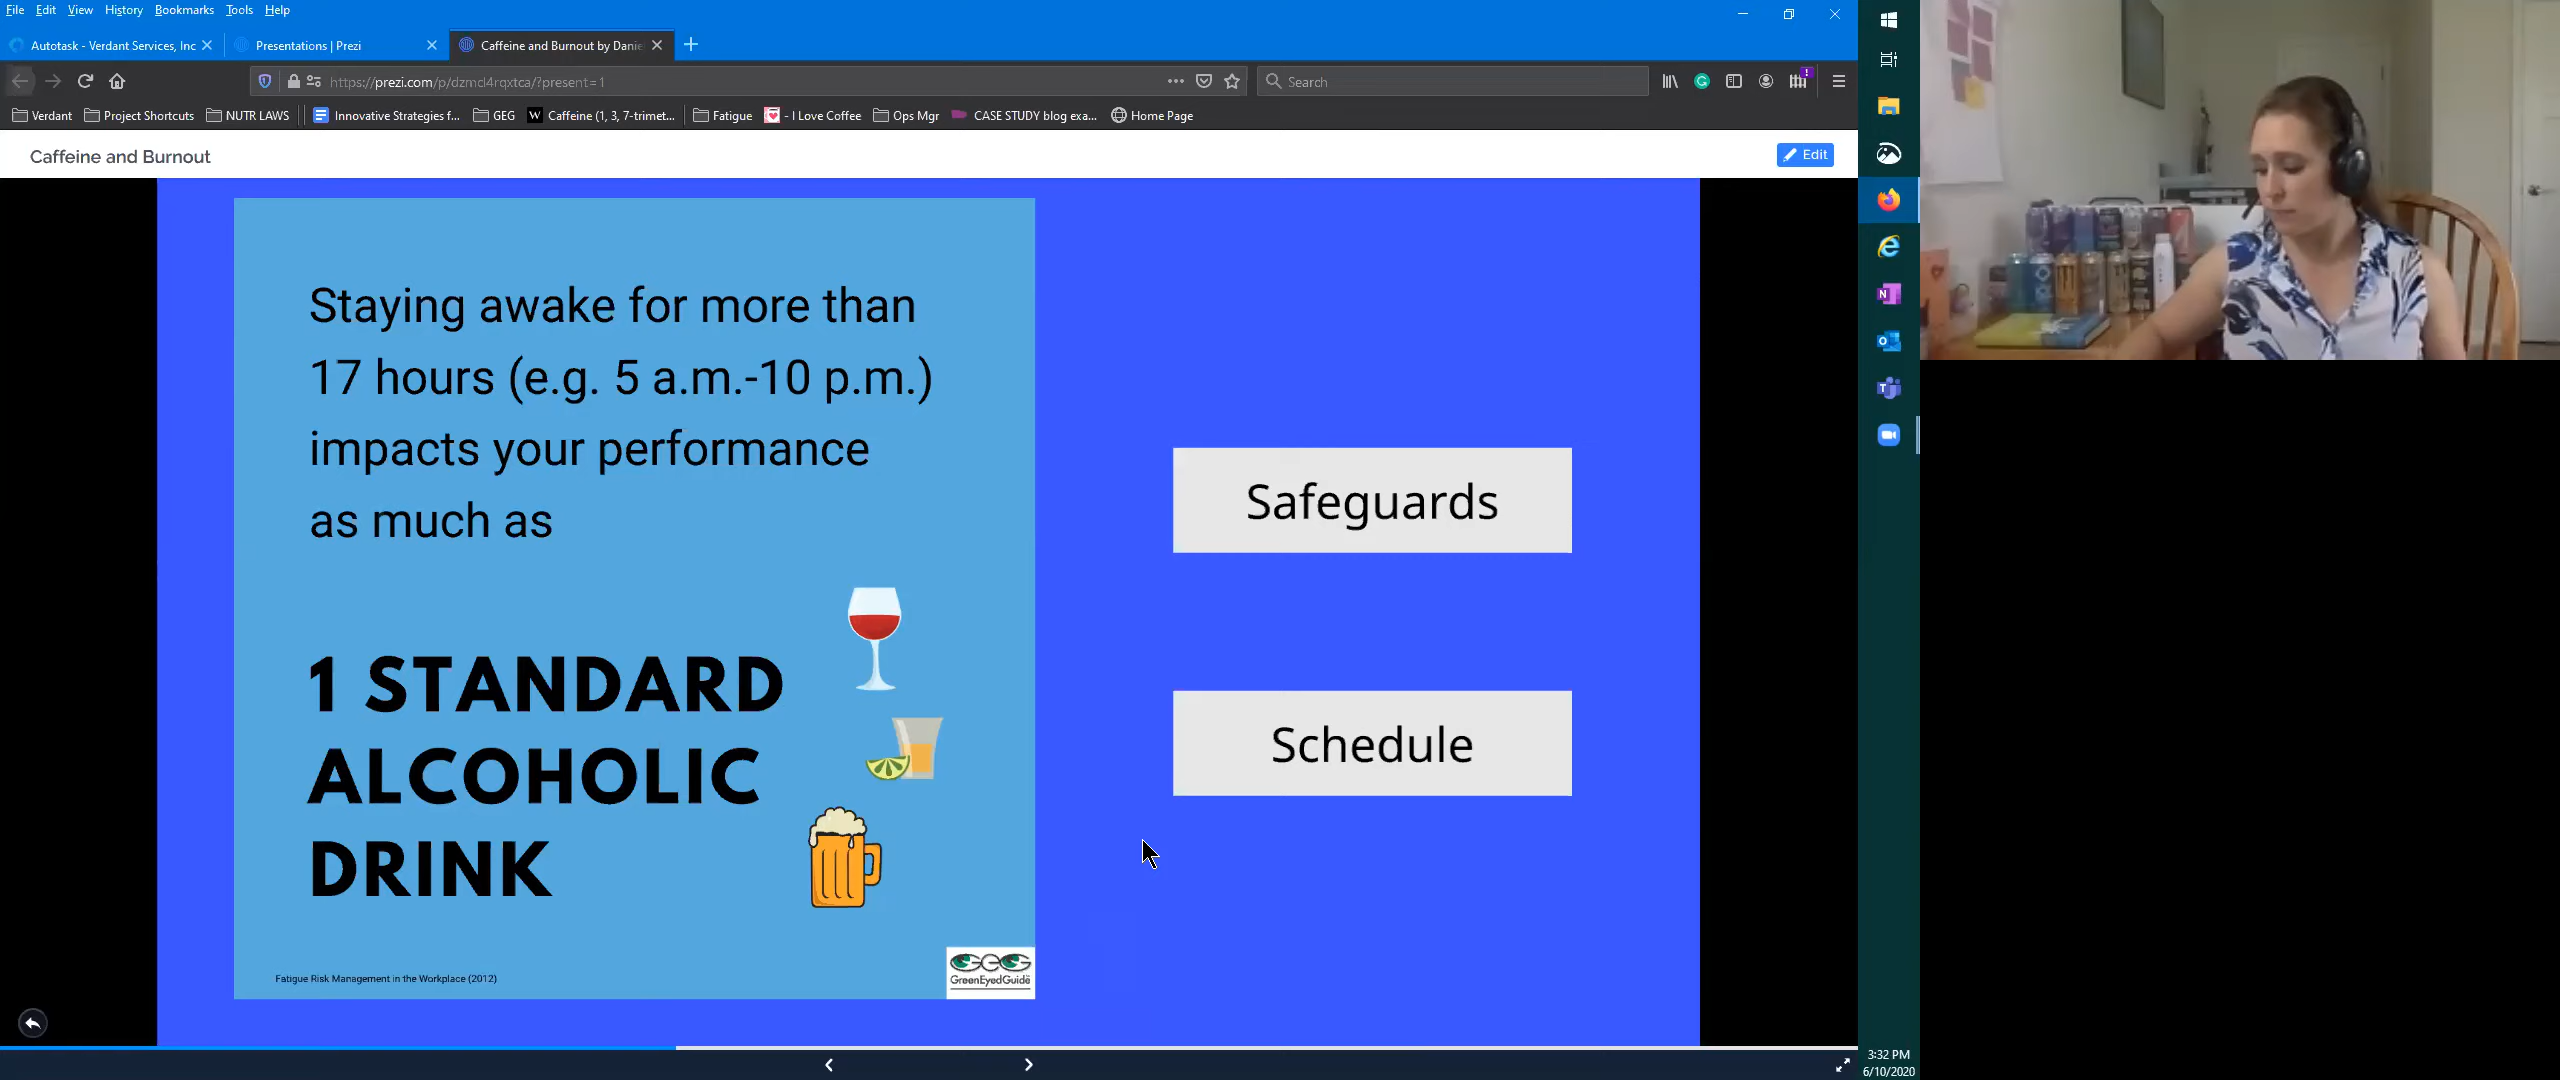 File Edit View History Bookmarks Tools Help
Autotask - Verdant Services, Inc
Presentations | Prezi
Caffeine and Burnout by Danie
https://prezi.com/p/dzmcl4rqxtca/?present=1
Search
Verdant
Project Shortcuts
NUTR LAWS
Innovative Strategies f...
GEG
W Caffeine (1, 3, 7-trimet...
Fatigue
- I Love Coffee
Ops Mgr
CASE STUDY blog exa...
Home Page
Caffeine and Burnout
Edit
Staying awake for more than
17 hours (e.g. 5 a.m.-10 p.m.)
impacts your performance
as much as
1 STANDARD
ALCOHOLIC
DRINK
Fatigue Risk Management in the Workplace (2012)
GEG
GreenEyedGuide
Safeguards
Schedule
3:32 PM
6/10/2020